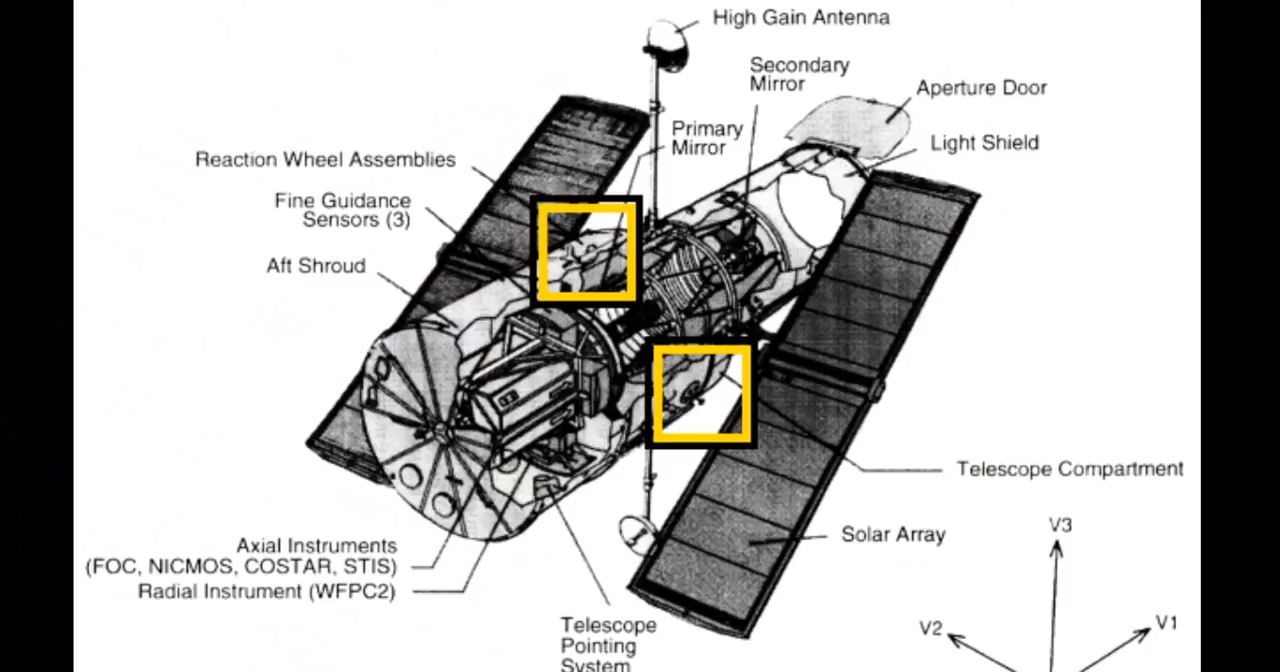 High Gain Antenna
Secondary
Mirror
Aperture Door
Primary
Mirror
Light Shield
Reaction Wheel Assemblies
Fine Guidance
Sensors (3)
Aft Shroud
Telescope Compartment
Solar Array
Axial Instruments
(FOC, NICMOS, COSTAR, STIS)
Radial Instrument (WFPC2)
Telescope
Pointing
System
V3
V2
V1